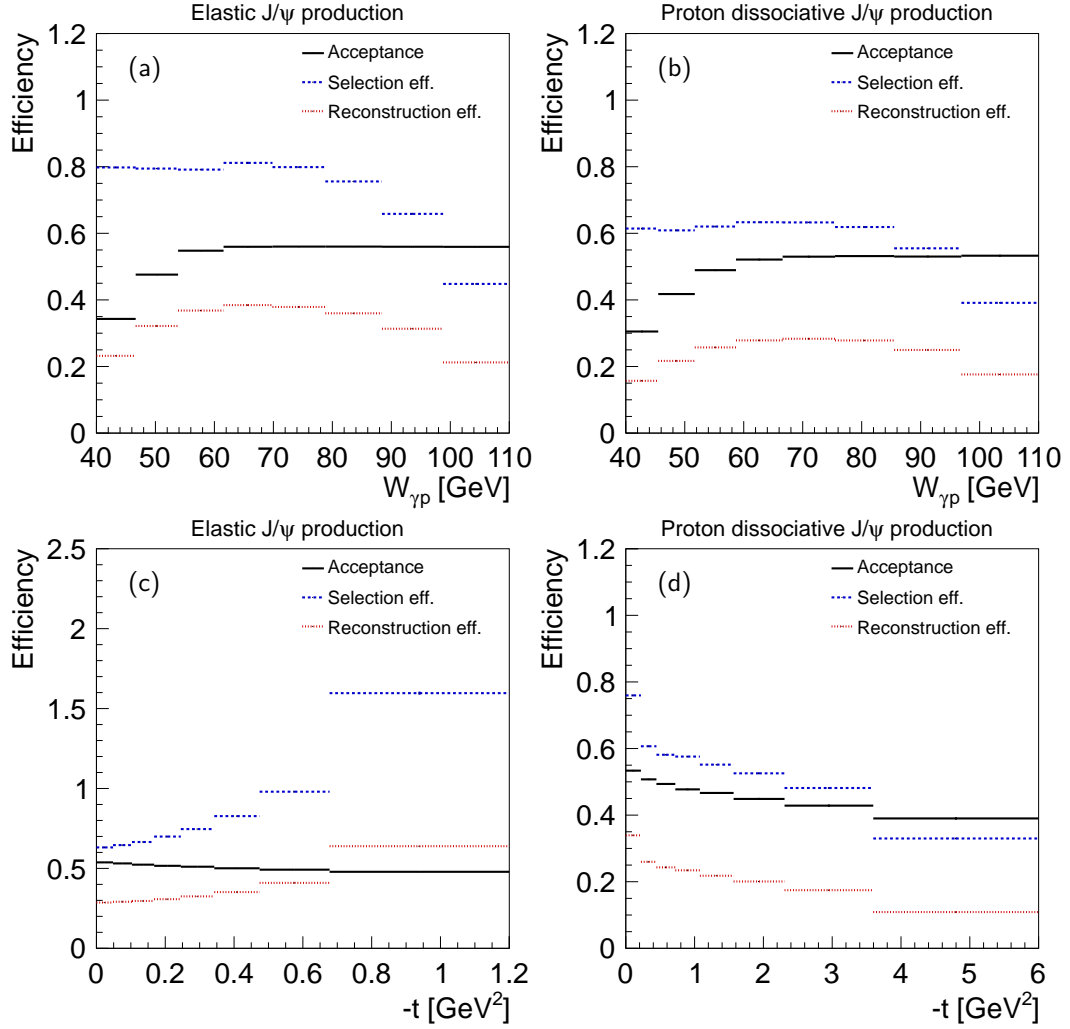 Elastic J/ψ production
Efficiency
1.2
1
0.8
0.6
0.4
0.2
0
(a)
Acceptance
Selection eff.
Reconstruction eff.
40 50 60 70 80 90 100 110
Wγp [GeV]
Proton dissociative J/ψ production
Efficiency
1.2
1
0.8
0.6
0.4
0.2
0
(b)
Acceptance
Selection eff.
Reconstruction eff.
40 50 60 70 80 90 100 110
Wγp [GeV]
Elastic J/ψ production
Efficiency
2.5
2
1.5
1
0.5
0
(c)
Acceptance
Selection eff.
Reconstruction eff.
0 0.2 0.4 0.6 0.8 1 1.2
-t [GeV²]
Proton dissociative J/ψ production
Efficiency
1.2
1
0.8
0.6
0.4
0.2
0
(d)
Acceptance
Selection eff.
Reconstruction eff.
0 1 2 3 4 5 6
-t [GeV²]